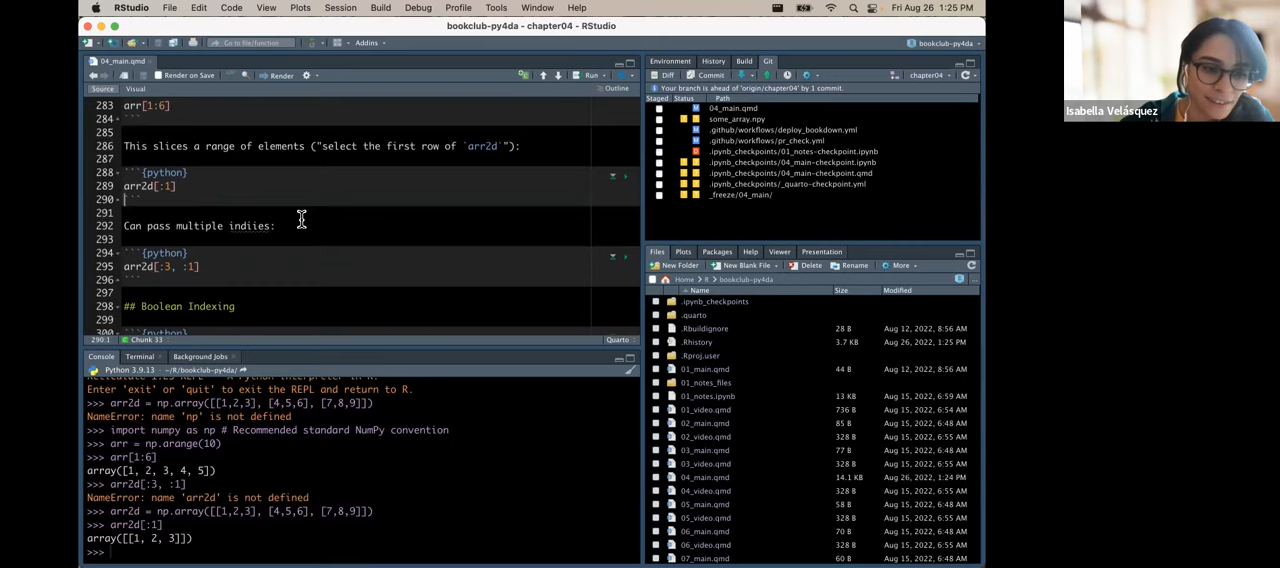 RStudio File Edit Code View Plots Session Build Debug Profile Tools Window Help Fri Aug 26 1:25 PM
bookclub-py4da - chapter04 - RStudio
Go to file/function Addins bookclub-py4da
04_main.qmd
Render on Save Render Run
Source Visual Outline
283 arr[1:6]
284 ```
285
286 This slices a range of elements ("select the first row of `arr2d`"):
287
288 ```{python}
289 arr2d[:1]
290 ```
291
292 Can pass multiple indiies:
293
294 ```{python}
295 arr2d[:3, :1]
296 ```
297
298 ## Boolean Indexing
299
300 ```{python}
290:1 Chunk 33 Quarto
Console Terminal Background Jobs
Python 3.9.13 · ~/R/bookclub-py4da/
Enter 'exit' or 'quit' to exit the REPL and return to R.
>>> arr2d = np.array([[1,2,3], [4,5,6], [7,8,9]])
NameError: name 'np' is not defined
>>> import numpy as np # Recommended standard NumPy convention
>>> arr = np.arange(10)
>>> arr[1:6]
array([1, 2, 3, 4, 5])
>>> arr2d[:3, :1]
NameError: name 'arr2d' is not defined
>>> arr2d = np.array([[1,2,3], [4,5,6], [7,8,9]])
>>> arr2d[:1]
array([[1, 2, 3]])
>>>
Environment History Build Git
Diff Commit chapter04
Your branch is ahead of 'origin/chapter04' by 1 commit.
Staged Status Path
M 04_main.qmd
some_array.npy
M .github/workflows/deploy_bookdown.yml
M .github/workflows/pr_check.yml
D .ipynb_checkpoints/01_notes-checkpoint.ipynb
.ipynb_checkpoints/04_main-checkpoint.ipynb
.ipynb_checkpoints/04_main-checkpoint.qmd
.ipynb_checkpoints/_quarto-checkpoint.yml
_freeze/04_main/
Files Plots Packages Help Viewer Presentation
New Folder New Blank File Delete Rename More
Home R bookclub-py4da
Name Size Modified
.ipynb_checkpoints
.quarto
.Rbuildignore 28 B Aug 12, 2022, 8:56 AM
.Rhistory 3.7 KB Aug 26, 2022, 1:25 PM
.Rproj.user
01_main.qmd 44 B Aug 12, 2022, 8:56 AM
01_notes_files
01_notes.ipynb 13 KB Aug 15, 2022, 6:59 AM
01_video.qmd 736 B Aug 15, 2022, 6:54 AM
02_main.qmd 85 B Aug 15, 2022, 6:48 AM
02_video.qmd 328 B Aug 15, 2022, 6:55 AM
03_main.qmd 77 B Aug 15, 2022, 6:48 AM
03_video.qmd 328 B Aug 15, 2022, 6:55 AM
04_main.qmd 14.1 KB Aug 26, 2022, 1:24 PM
04_video.qmd 328 B Aug 15, 2022, 6:55 AM
05_main.qmd 58 B Aug 15, 2022, 6:48 AM
05_video.qmd 328 B Aug 15, 2022, 6:55 AM
06_main.qmd 70 B Aug 15, 2022, 6:48 AM
06_video.qmd 328 B Aug 15, 2022, 6:55 AM
07_main.qmd 60 B Aug 15, 2022, 6:48 AM
Isabella Velásquez